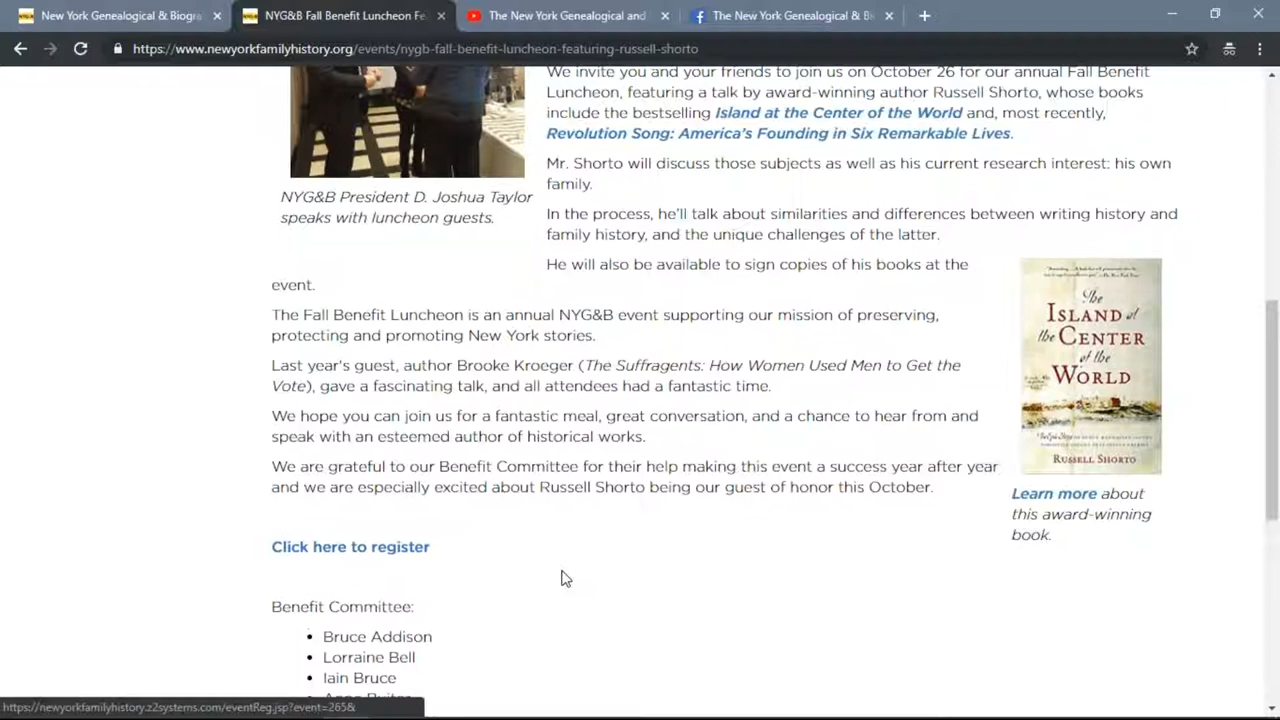 New York Genealogical & Biogra
NYG&B Fall Benefit Luncheon Fe
The New York Genealogical and
The New York Genealogical & Bi
https://www.newyorkfamilyhistory.org/events/nygb-fall-benefit-luncheon-featuring-russell-shorto
We invite you and your friends to join us on October 26 for our annual Fall Benefit
Luncheon, featuring a talk by award-winning author Russell Shorto, whose books
include the bestselling Island at the Center of the World and, most recently,
Revolution Song: America's Founding in Six Remarkable Lives.
Mr. Shorto will discuss those subjects as well as his current research interest: his own
family.
NYG&B President D. Joshua Taylor
speaks with luncheon guests.
In the process, he'll talk about similarities and differences between writing history and
family history, and the unique challenges of the latter.
He will also be available to sign copies of his books at the
event.
The Fall Benefit Luncheon is an annual NYG&B event supporting our mission of preserving,
protecting and promoting New York stories.
Last year's guest, author Brooke Kroeger (The Suffragents: How Women Used Men to Get the
Vote), gave a fascinating talk, and all attendees had a fantastic time.
We hope you can join us for a fantastic meal, great conversation, and a chance to hear from and
speak with an esteemed author of historical works.
We are grateful to our Benefit Committee for their help making this event a success year after year
and we are especially excited about Russell Shorto being our guest of honor this October.
The
ISLAND at
the CENTER
of the
WORLD
RUSSELL SHORTO
Learn more about
this award-winning
book.
Click here to register
Benefit Committee:
• Bruce Addison
• Lorraine Bell
• Iain Bruce
https://newyorkfamilyhistory.z2systems.com/eventReg.jsp?event=265&